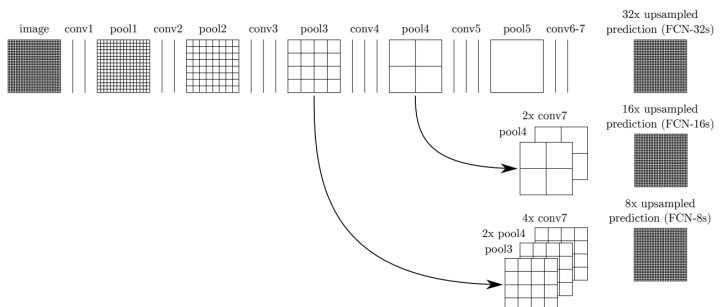 image conv1 pool1 conv2 pool2 conv3 pool3 conv4 pool4 conv5 pool5 conv6-7
32x upsampled
prediction (FCN-32s)
16x upsampled
prediction (FCN-16s)
2x conv7
pool4
8x upsampled
prediction (FCN-8s)
4x conv7
2x pool4
pool3